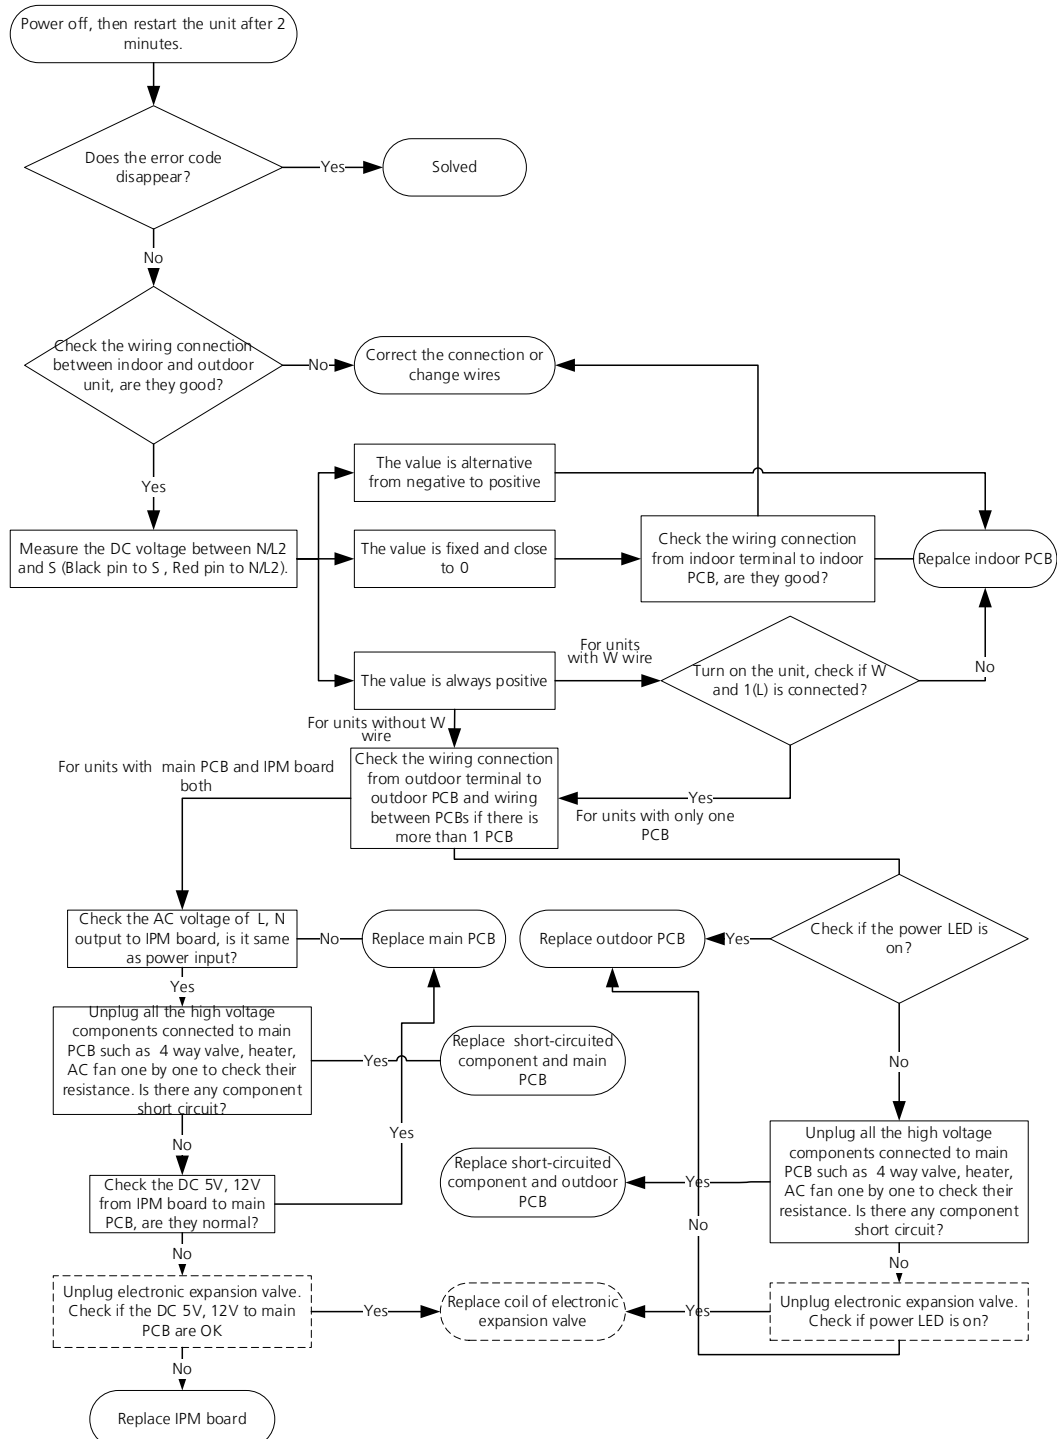 Power off, then restart the unit after 2
minutes.
Does the error code
disappear?
Yes
Solved
No
Check the wiring connection
between indoor and outdoor
unit, are they good?
No
Correct the connection or
change wires
Yes
The value is alternative
from negative to positive
Measure the DC voltage between N/L2
and S (Black pin to S , Red pin to N/L2).
The value is fixed and close
to 0
Check the wiring connection
from indoor terminal to indoor
PCB, are they good?
Repalce indoor PCB
The value is always positive
For units
with W wire
Turn on the unit, check if W
and 1(L) is connected?
No
For units without W
wire
For units with  main PCB and IPM board
both
Check the wiring connection
from outdoor terminal to
outdoor PCB and wiring
between PCBs if there is
more than 1 PCB
Yes
For units with only one
PCB
Check the AC voltage of  L, N
output to IPM board, is it same
as power input?
No
Replace main PCB
Replace outdoor PCB
Yes
Check if the power LED is
on?
Yes
Unplug all the high voltage
components connected to main
PCB such as  4 way valve, heater,
AC fan one by one to check their
resistance. Is there any component
short circuit?
Yes
Replace  short-circuited
component and main
PCB
No
No
Yes
Check the DC 5V, 12V
from IPM board to main
PCB, are they normal?
Replace short-circuited
component and outdoor
PCB
Yes
Unplug all the high voltage
components connected to main
PCB such as  4 way valve, heater,
AC fan one by one to check their
resistance. Is there any component
short circuit?
No
No
No
Unplug electronic expansion valve.
Check if the DC 5V, 12V to main
PCB are OK
Yes
Replace coil of electronic
expansion valve
Yes
Unplug electronic expansion valve.
Check if power LED is on?
No
Replace IPM board